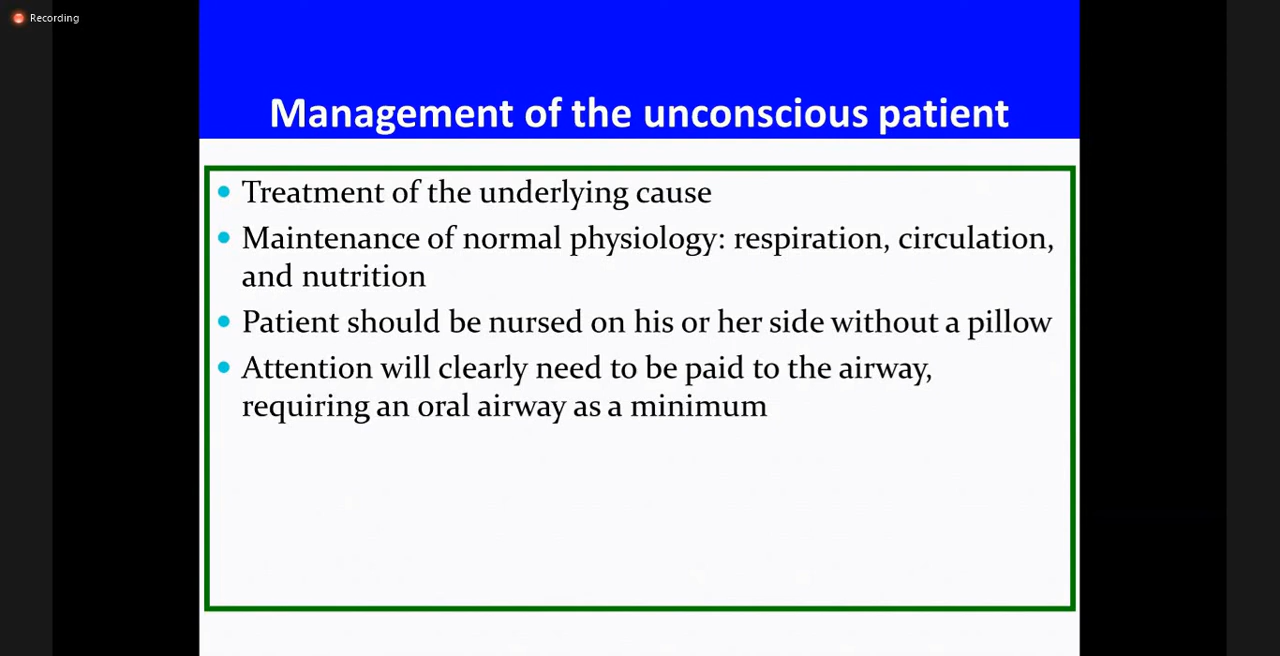 Recording
Management of the unconscious patient
• Treatment of the underlying cause
• Maintenance of normal physiology: respiration, circulation,
and nutrition
• Patient should be nursed on his or her side without a pillow
• Attention will clearly need to be paid to the airway,
requiring an oral airway as a minimum